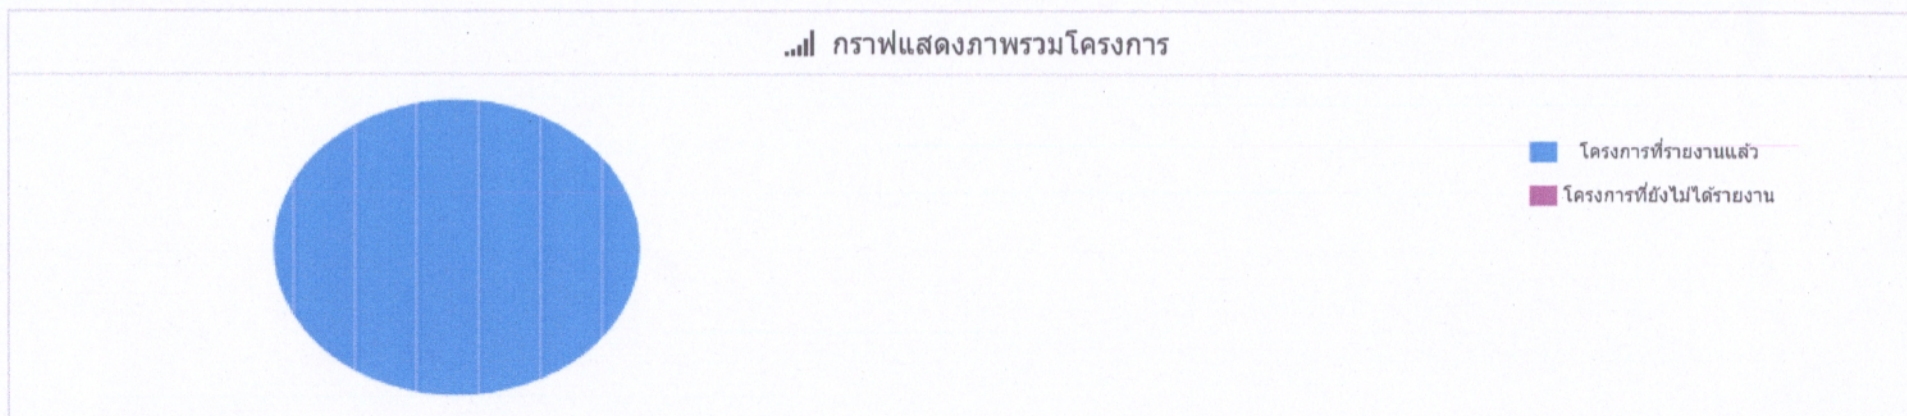 กราฟแสดงภาพรวมโครงการ
โครงการที่รายงานแล้ว
โครงการที่ยังไม่ได้รายงาน